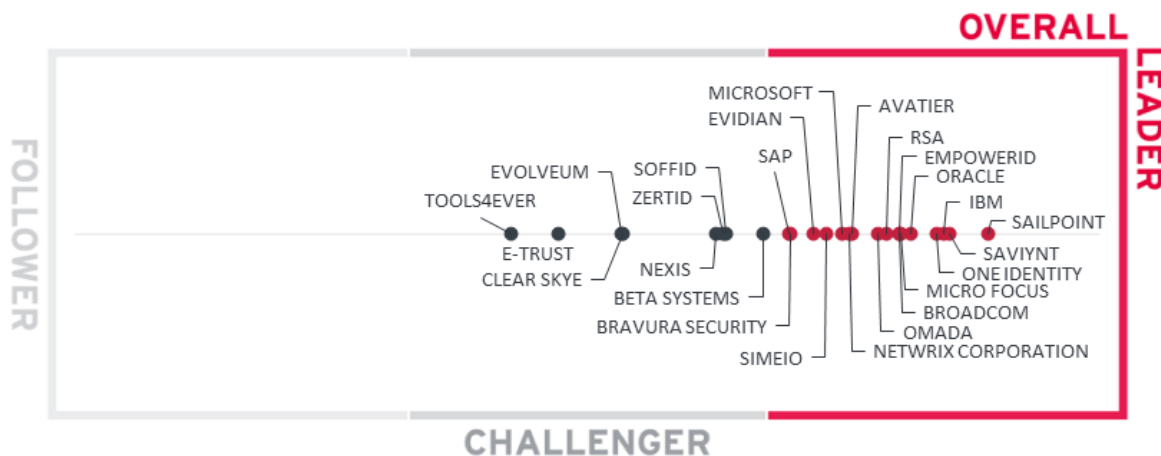 OVERALL
LEADER
MICROSOFT
AVATIER
EVIDIAN
RSA
SAP
EMPOWERID
SOFFID
EVOLVEUM
ORACLE
ZERTID
TOOLS4EVER
IBM
SAILPOINT
FOLLOWER
E-TRUST
SAVIYNT
NEXIS
ONE IDENTITY
CLEAR SKYE
MICRO FOCUS
BETA SYSTEMS
BROADCOM
BRAVURA SECURITY
OMADA
NETWRIX CORPORATION
SIMEIO
CHALLENGER